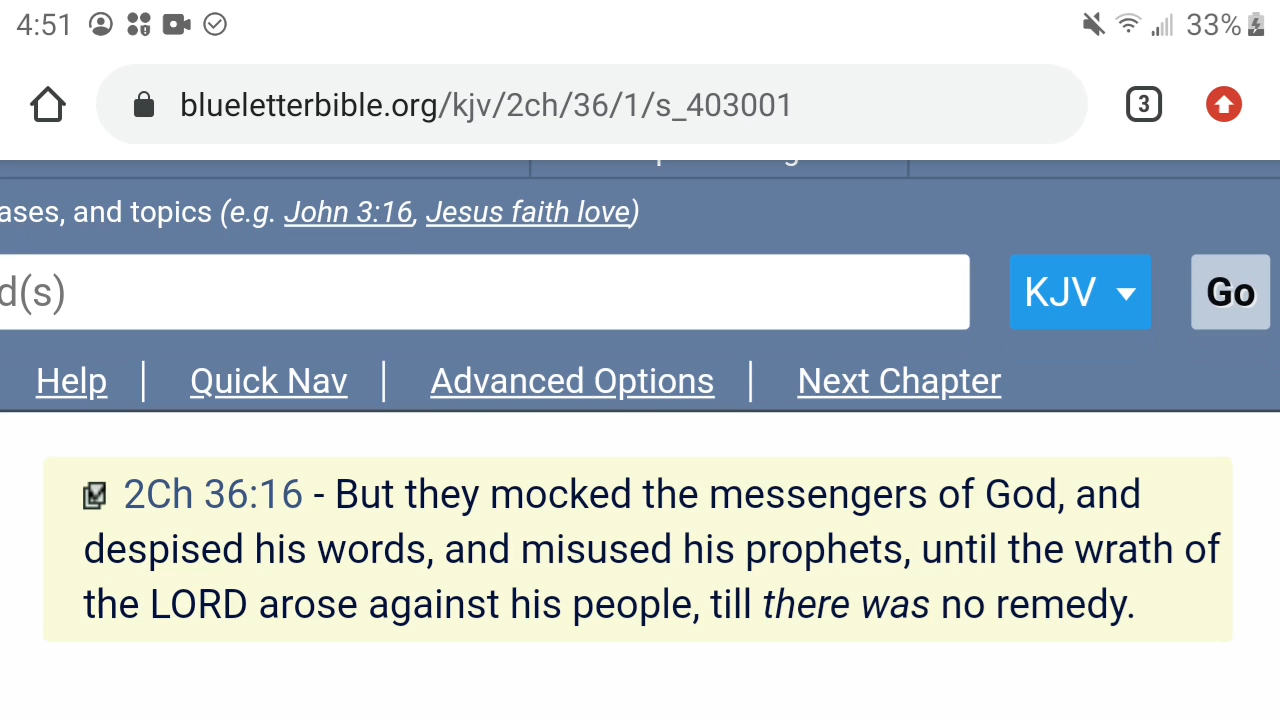 4:51 33%
blueletterbible.org/kjv/2ch/36/1/s_403001 3
ases, and topics (e.g. John 3:16, Jesus faith love)
d(s) KJV Go
Help | Quick Nav | Advanced Options | Next Chapter
2Ch 36:16 - But they mocked the messengers of God, and
despised his words, and misused his prophets, until the wrath of
the LORD arose against his people, till there was no remedy.